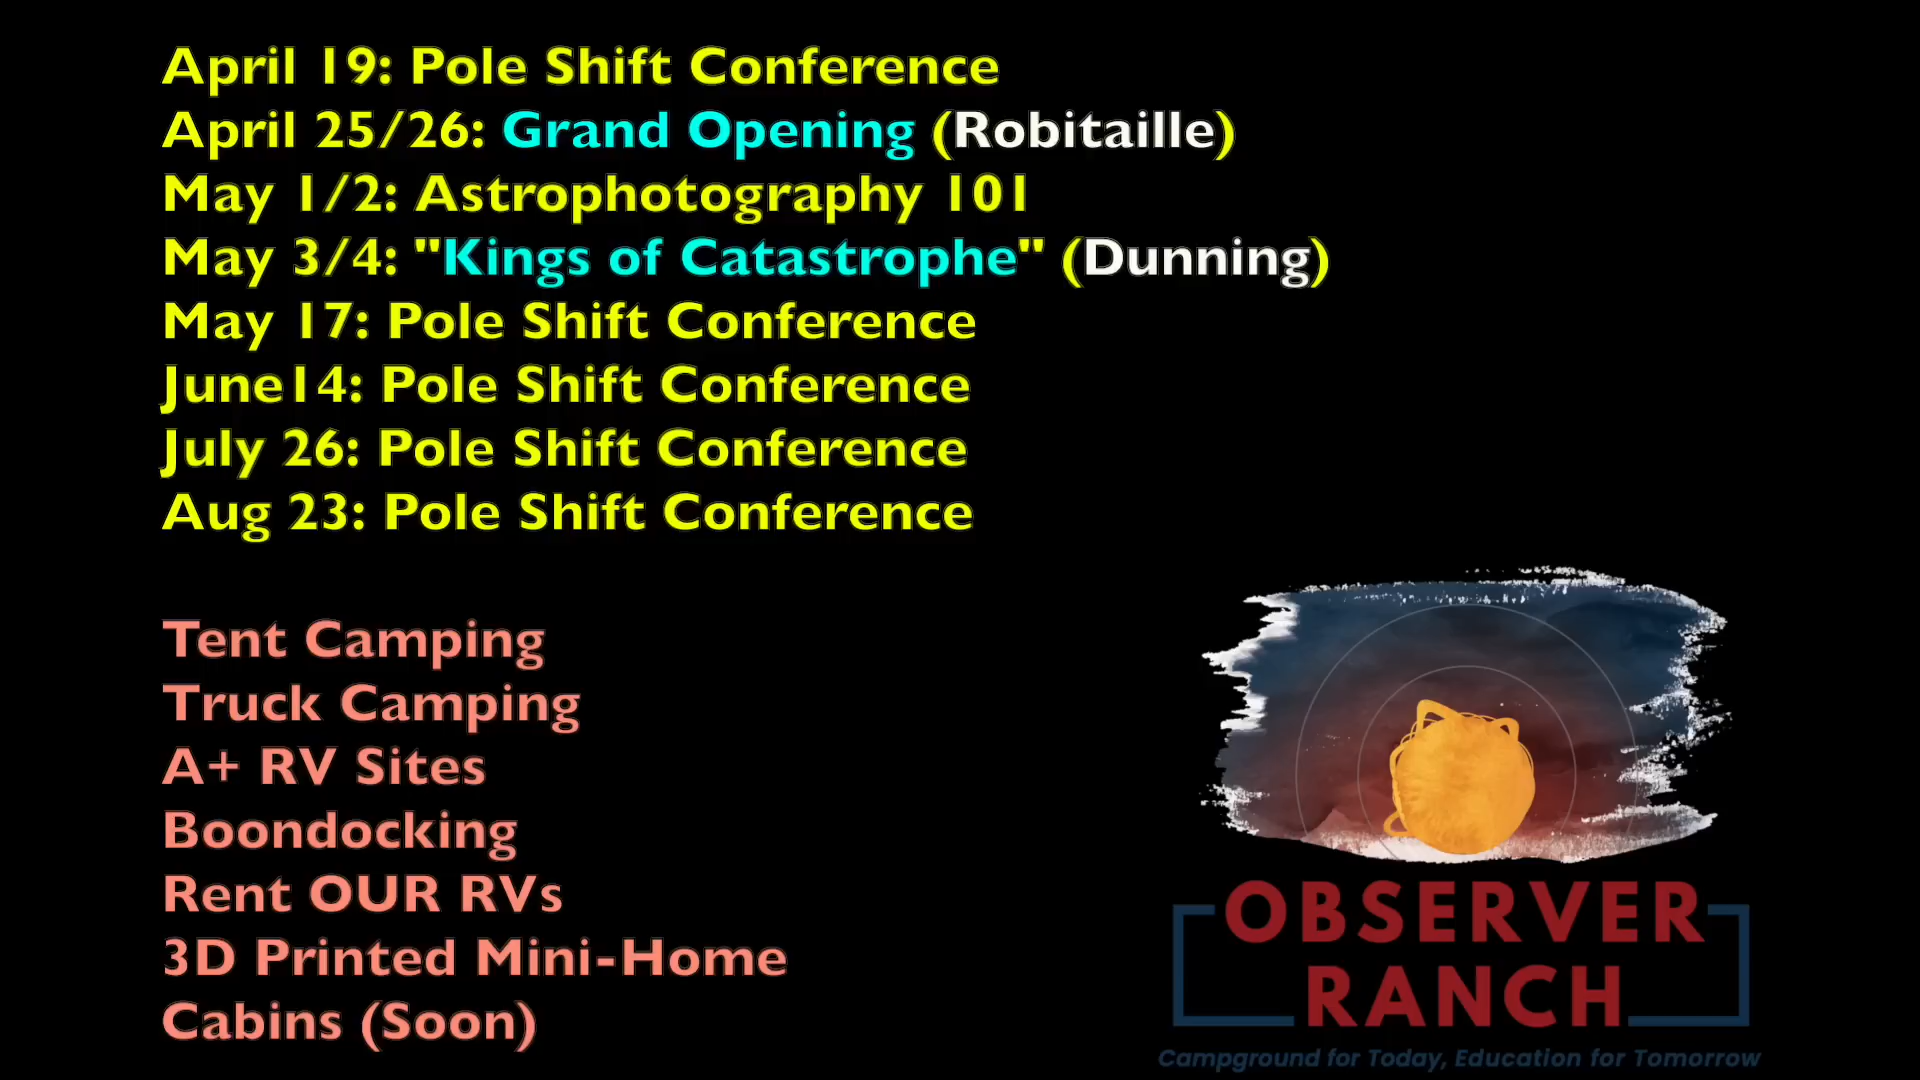 April 19: Pole Shift Conference
April 25/26: Grand Opening (Robitaille)
May 1/2: Astrophotography 101
May 3/4: "Kings of Catastrophe" (Dunning)
May 17: Pole Shift Conference
June14: Pole Shift Conference
July 26: Pole Shift Conference
Aug 23: Pole Shift Conference
Tent Camping
Truck Camping
A+ RV Sites
Boondocking
Rent OUR RVs
3D Printed Mini-Home
Cabins (Soon)
OBSERVER
RANCH
Campground for Today, Education for Tomorrow